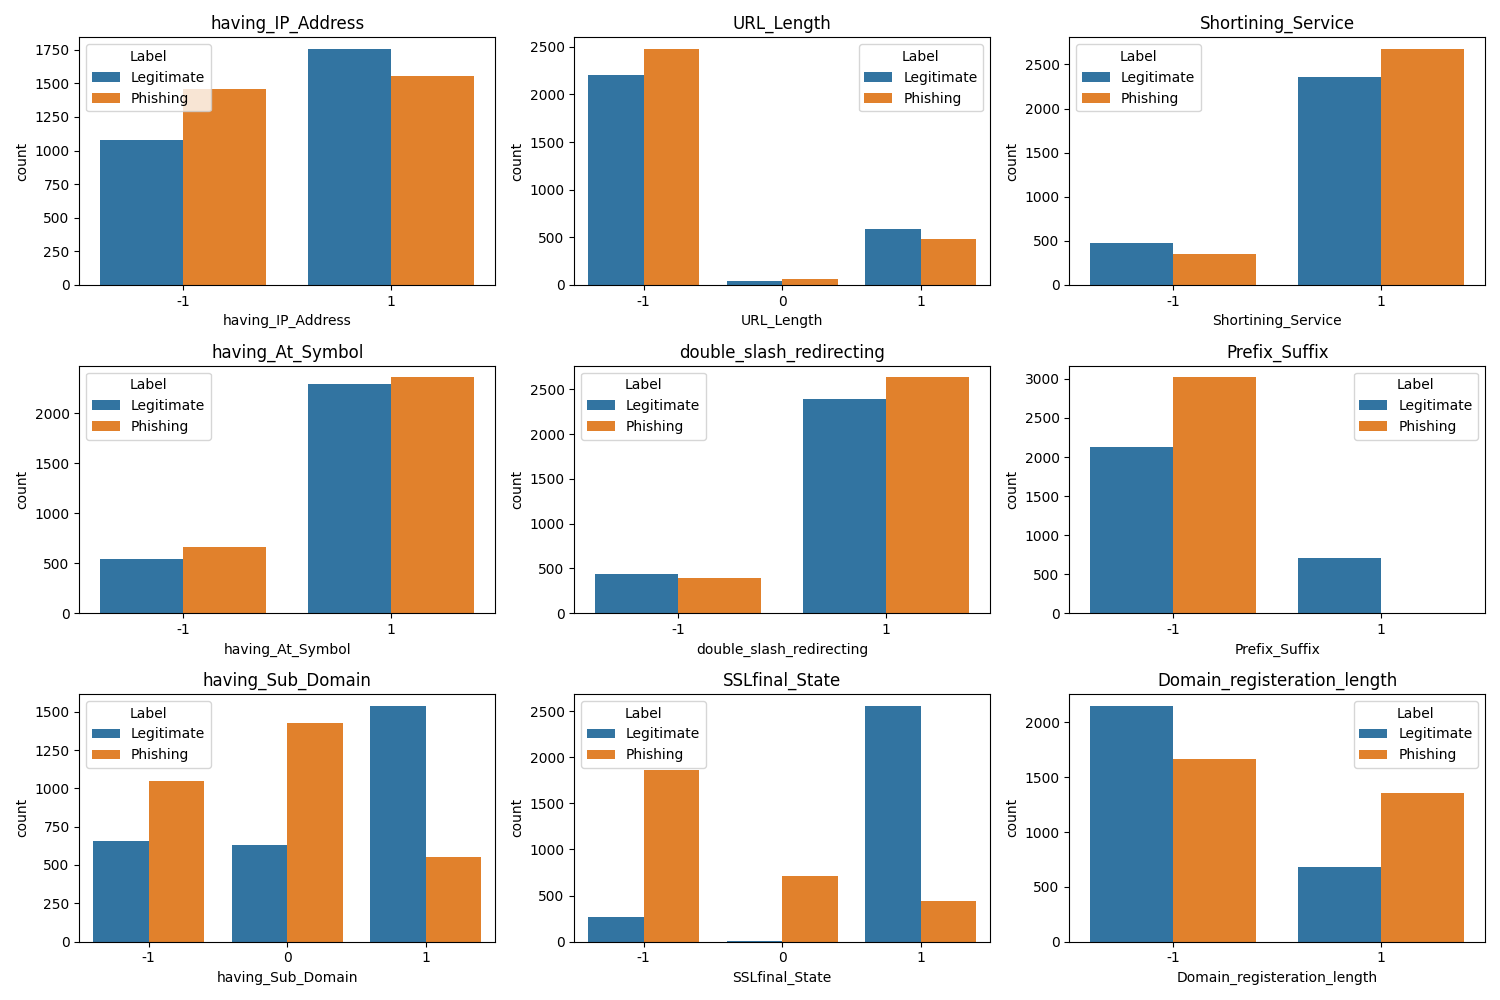 having_IP_Address
1750
1500
1250
1000
750
500
250
0
count
Label
Legitimate
Phishing
-1
1
having_IP_Address
URL_Length
2500
2000
1500
1000
500
0
count
Label
Legitimate
Phishing
-1
0
1
URL_Length
Shortining_Service
2500
2000
1500
1000
500
0
count
Label
Legitimate
Phishing
-1
1
Shortining_Service
having_At_Symbol
2000
1500
1000
500
0
count
Label
Legitimate
Phishing
-1
1
having_At_Symbol
double_slash_redirecting
2500
2000
1500
1000
500
0
count
Label
Legitimate
Phishing
-1
1
double_slash_redirecting
Prefix_Suffix
3000
2500
2000
1500
1000
500
0
count
Label
Legitimate
Phishing
-1
1
Prefix_Suffix
having_Sub_Domain
1500
1250
1000
750
500
250
0
count
Label
Legitimate
Phishing
-1
0
1
having_Sub_Domain
SSLfinal_State
2500
2000
1500
1000
500
0
count
Label
Legitimate
Phishing
-1
0
1
SSLfinal_State
Domain_registeration_length
2000
1500
1000
500
0
count
Label
Legitimate
Phishing
-1
1
Domain_registeration_length